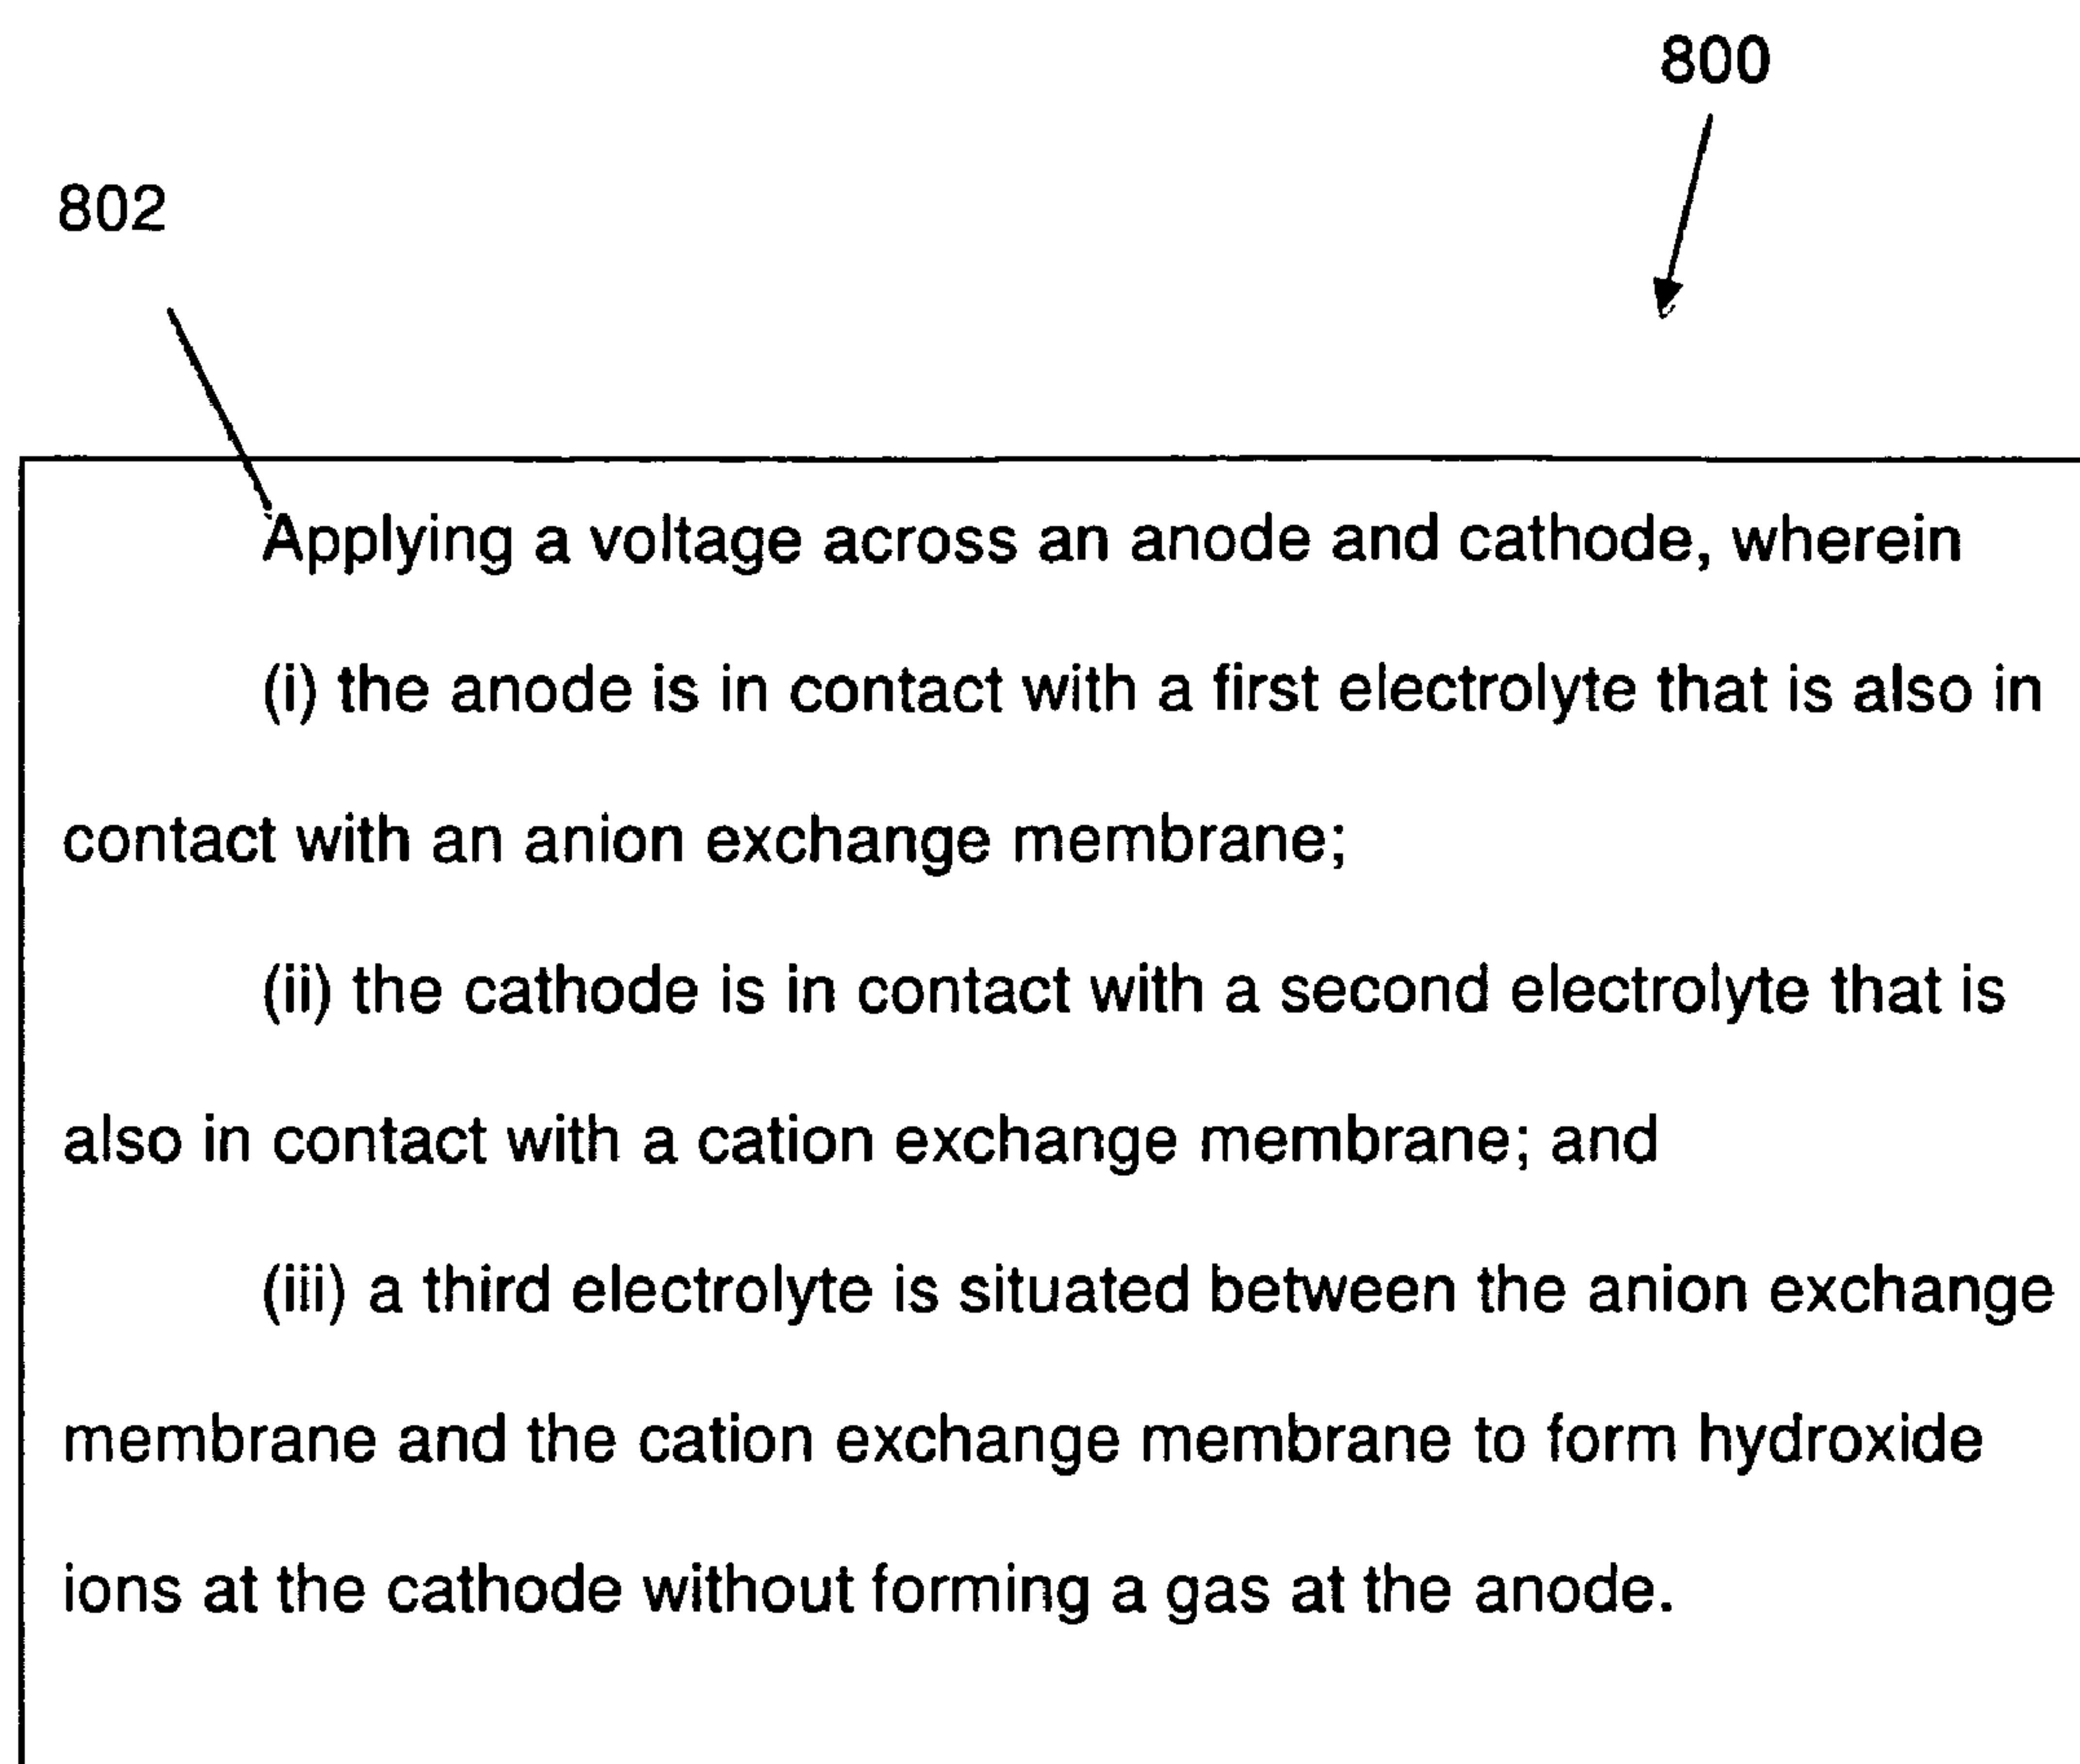 800
802
Applying a voltage across an anode and cathode, wherein
(i) the anode is in contact with a first electrolyte that is also in
contact with an anion exchange membrane;
(ii) the cathode is in contact with a second electrolyte that is
also in contact with a cation exchange membrane; and
(iii) a third electrolyte is situated between the anion exchange
membrane and the cation exchange membrane to form hydroxide
ions at the cathode without forming a gas at the anode.